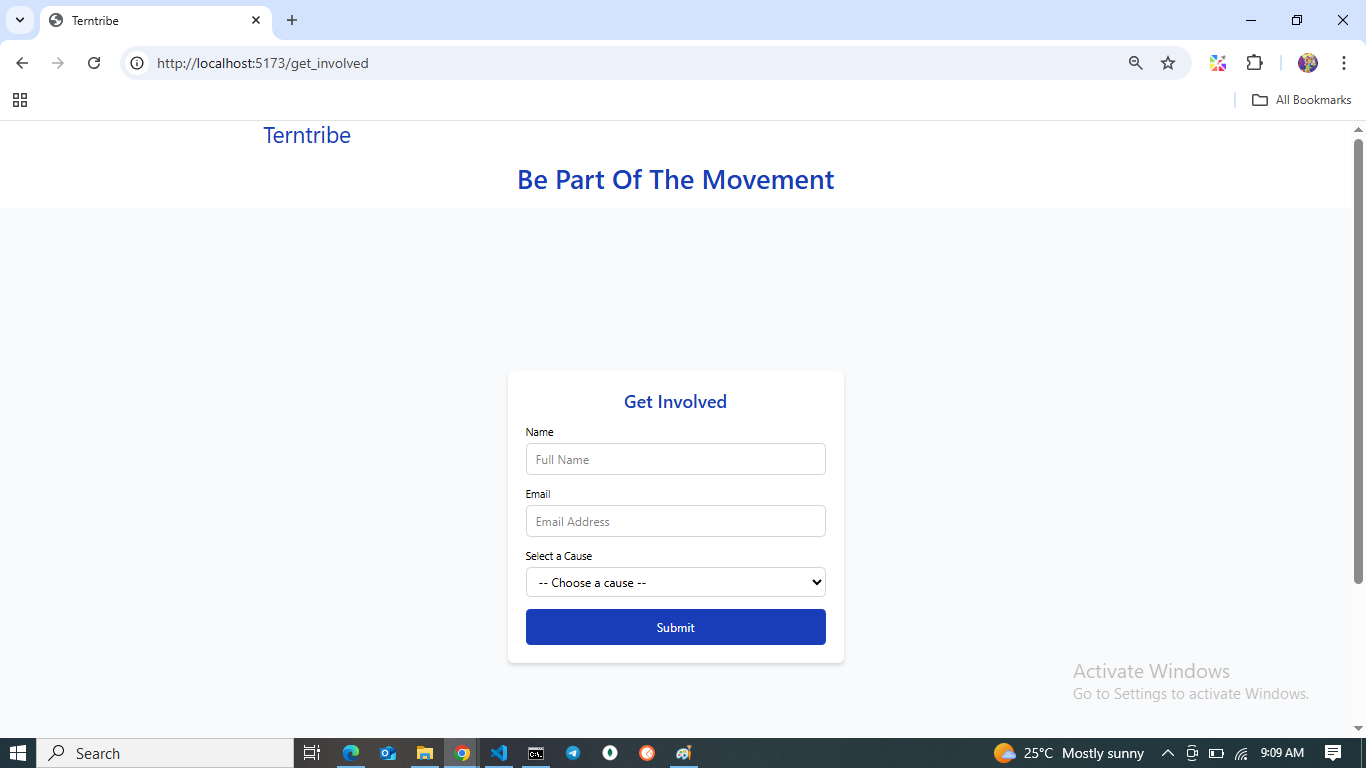 Terntribe
http://localhost:5173/get_involved
All Bookmarks
Terntribe
Be Part Of The Movement
Get Involved
Name
Full Name
Email
Email Address
Select a Cause
-- Choose a cause --
Submit
Activate Windows
Go to Settings to activate Windows.
Search
25°C Mostly sunny
9:09 AM